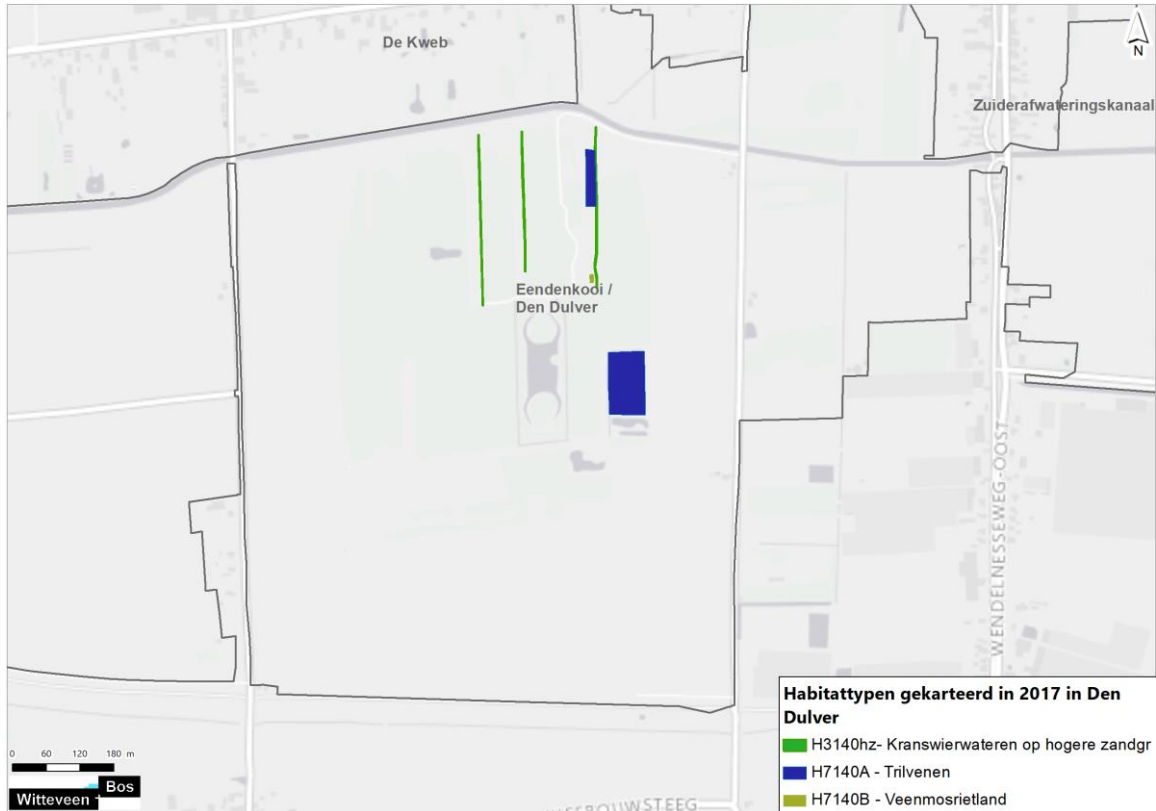 De Kweb
N
Zuiderafwateringskanaal
Eendenkooi /
Den Dulver
WENDELNESSEWEG-OOST
Habitattypen gekarteerd in 2017 in Den
Dulver
H3140hz- Kranswierwateren op hogere zandgr
H7140A - Trilvenen
H7140B - Veenmosrietland
0 60 120 180 m
Witteveen + Bos